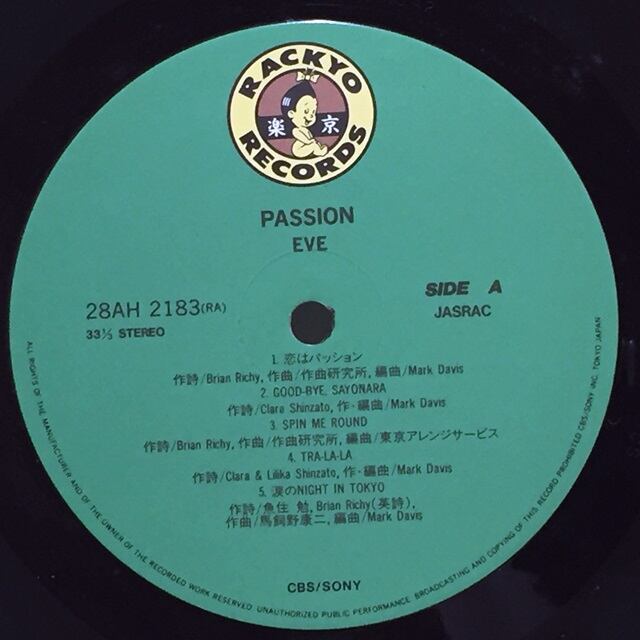 RACKYO
楽京
RECORDS
PASSION
EVE
28AH 2183(RA)
33⅓ STEREO
SIDE A
JASRAC
1. 恋はパッション
作詩/Brian Richy, 作曲/作曲研究所, 編曲/Mark Davis
2. GOOD-BYE, SAYONARA
作詩/Clara Shinzato, 作・編曲/Mark Davis
3. SPIN ME ROUND
作詩/Brian Richy, 作曲/作曲研究所, 編曲/東京アレンジサービス
4. TRA-LA-LA
作詩/Clara & Liika Shinzato, 作・編曲/Mark Davis
5. 涙のNIGHT IN TOKYO
作詩/魚住 勉, Brian Richy(英詩),
作曲/馬飼野康二, 編曲/Mark Davis
CBS/SONY
ALL RIGHTS OF THE MANUFACTURER AND OF THE OWNER OF THE RECORDED WORK RESERVED. UNAUTHORIZED PUBLIC PERFORMANCE, BROADCASTING AND COPYING OF THIS RECORD PROHIBITED CBS/SONY INC. TOKYO JAPAN